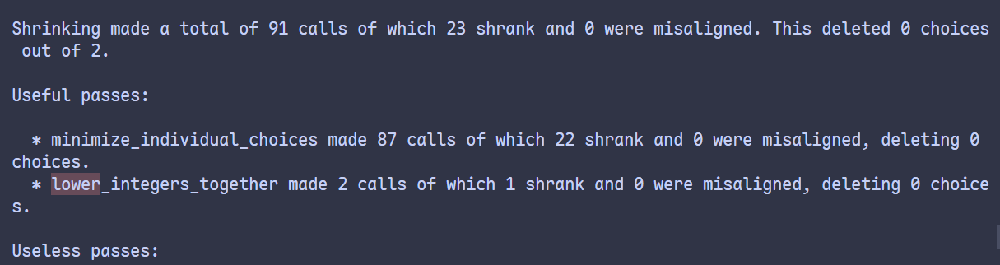 Shrinking made a total of 91 calls of which 23 shrank and 0 were misaligned. This deleted 0 choices
out of 2.
Useful passes:
* minimize_individual_choices made 87 calls of which 22 shrank and 0 were misaligned, deleting 0
choices.
* lower_integers_together made 2 calls of which 1 shrank and 0 were misaligned, deleting 0 choice
s.
Useless passes: